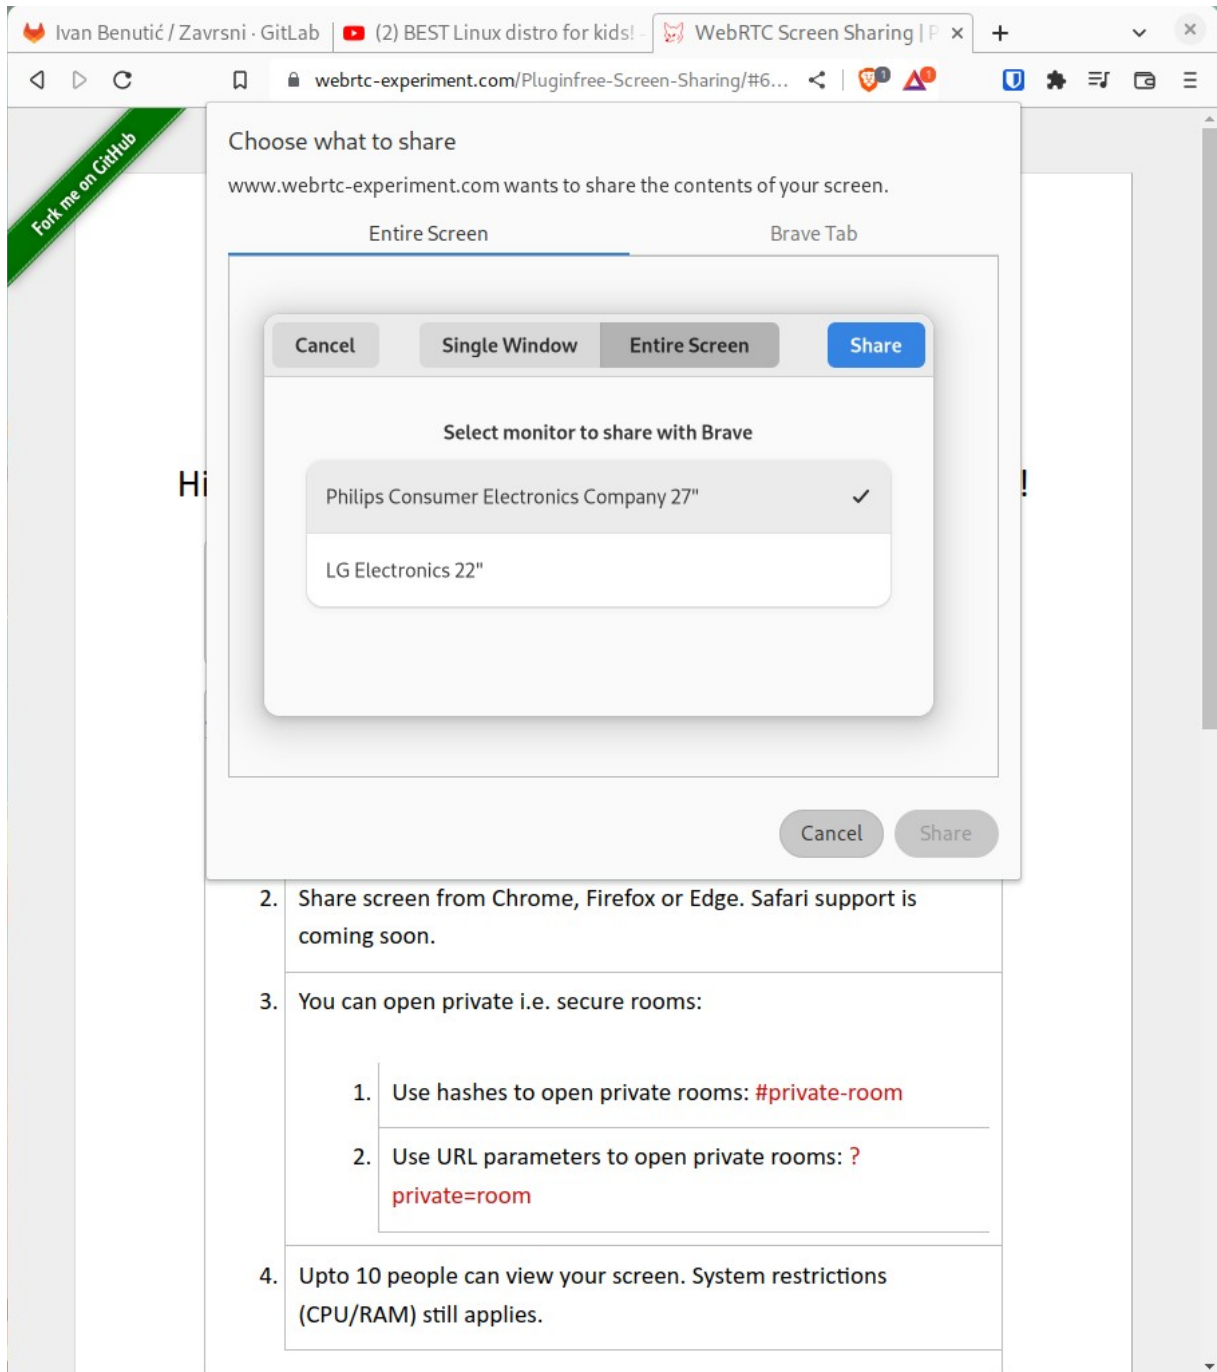 Ivan Benutić / Zavrsni · GitLab
(2) BEST Linux distro for kids! -
WebRTC Screen Sharing | P
webrtc-experiment.com/Pluginfree-Screen-Sharing/#6...
1
1
Fork me on GitHub
Choose what to share
www.webrtc-experiment.com wants to share the contents of your screen.
Entire Screen
Brave Tab
Cancel
Single Window
Entire Screen
Share
Select monitor to share with Brave
Hi
!
Philips Consumer Electronics Company 27"
LG Electronics 22"
Cancel
Share
2. Share screen from Chrome, Firefox or Edge. Safari support is
coming soon.
3. You can open private i.e. secure rooms:
1. Use hashes to open private rooms: #private-room
2. Use URL parameters to open private rooms: ?
private=room
4. Upto 10 people can view your screen. System restrictions
(CPU/RAM) still applies.